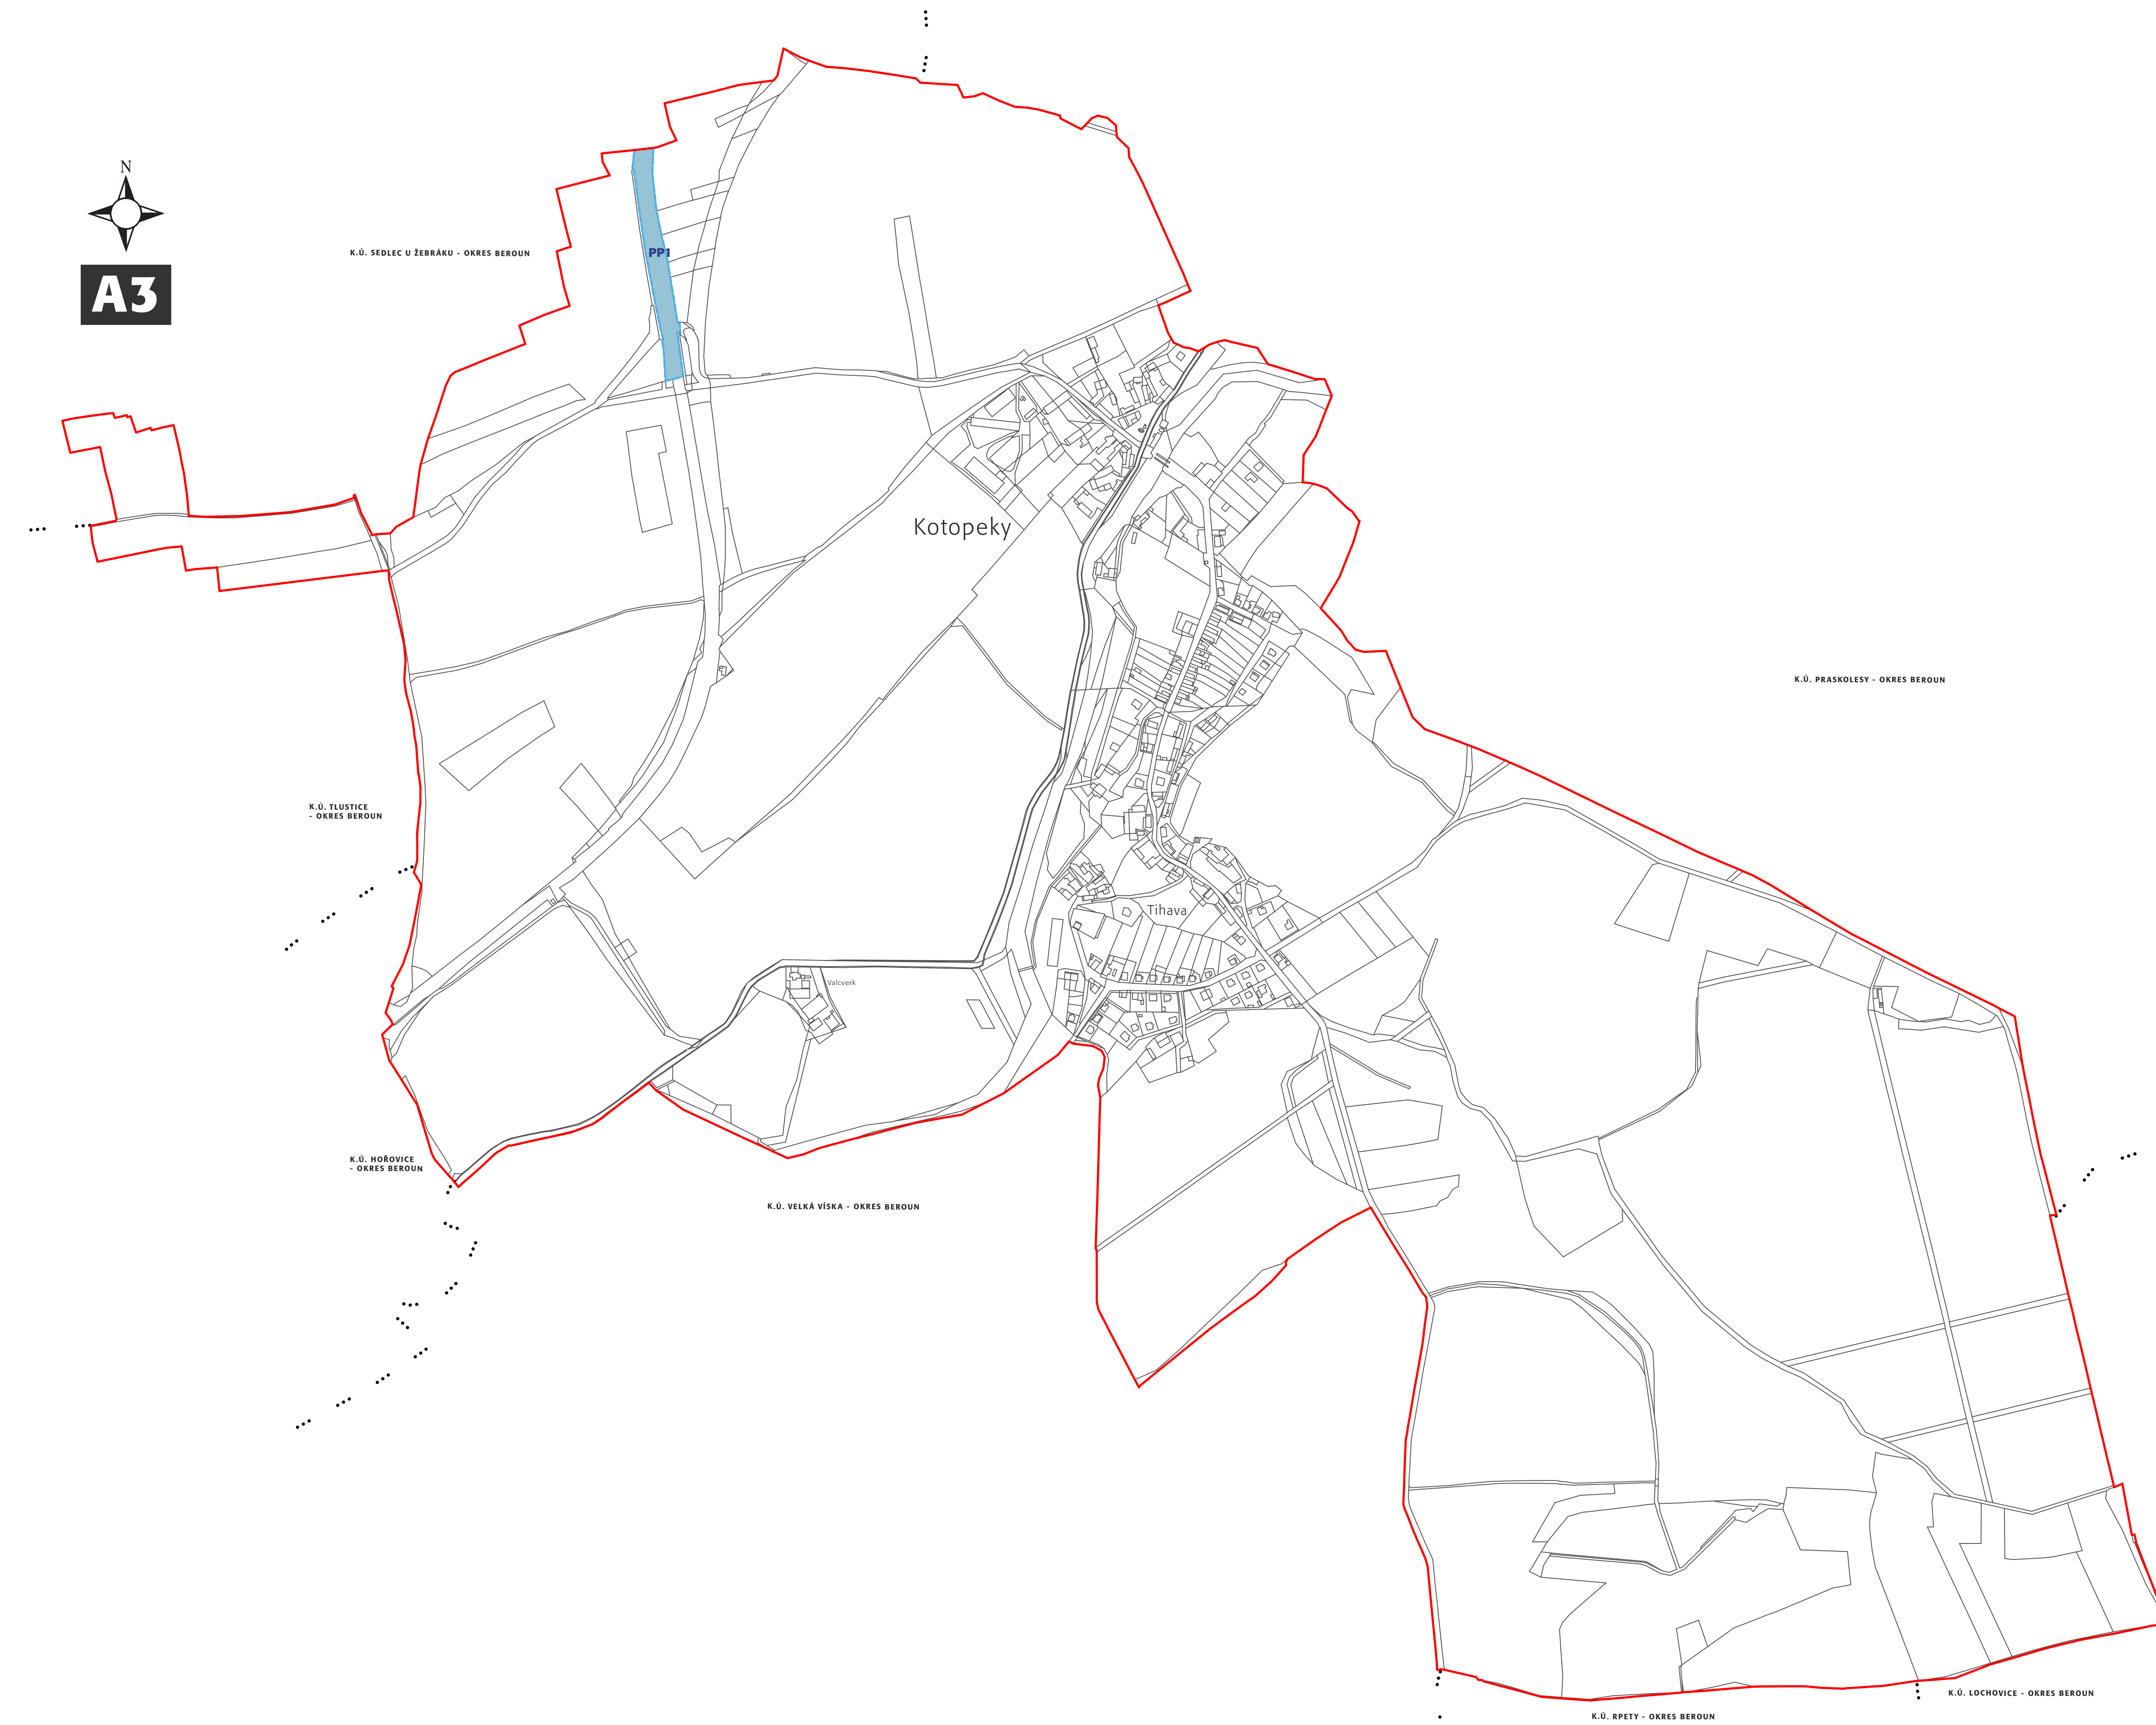 N
PP1
K.Ú. SEDLEC U ŽEBRÁKU - OKRES BEROUN
A3
Kotopeky
K.Ú. PRASKOLESY - OKRES BEROUN
K.Ú. TLUSTICE
- OKRES BEROUN
Tihava
Valcverk
K.Ú. HOŘOVICE
- OKRES BEROUN
K.Ú. VELKÁ VÍSKA - OKRES BEROUN
K.Ú. LOCHOVICE - OKRES BEROUN
K.Ú. RPETY - OKRES BEROUN